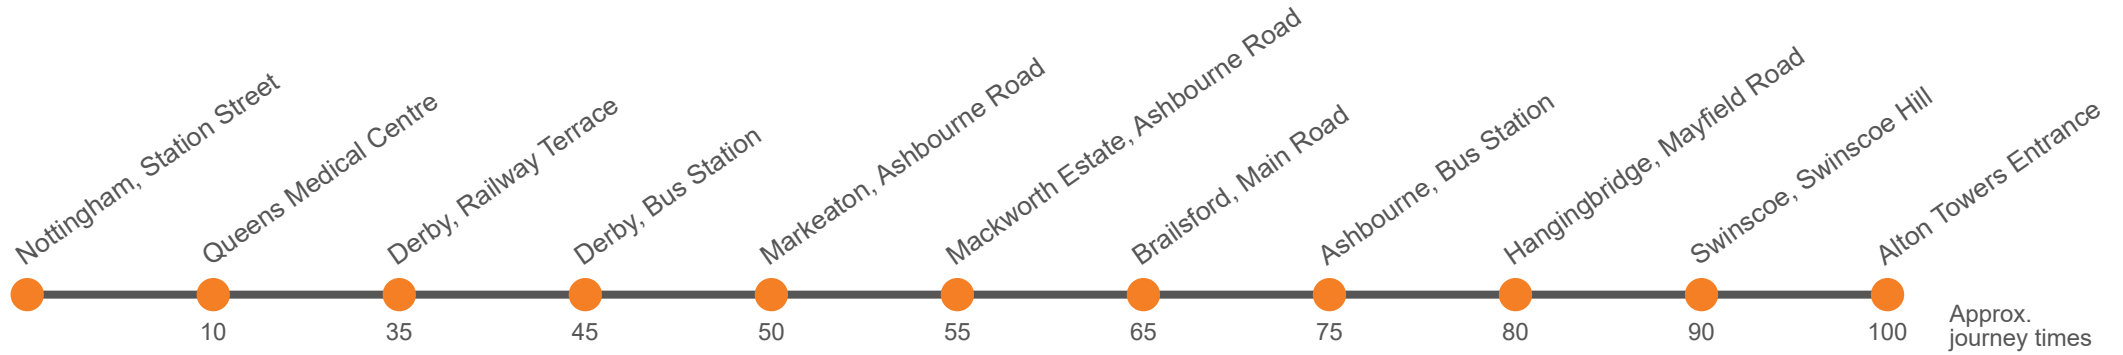 Nottingham, Station Street
Queens Medical Centre
Derby, Railway Terrace
Derby, Bus Station
Markeaton, Ashbourne Road
Mackworth Estate, Ashbourne Road
Brailsford, Main Road
Ashbourne, Bus Station
Hangingbridge, Mayfield Road
Swinscoe, Swinscoe Hill
Alton Towers Entrance
10
35
45
50
55
65
75
80
90
100
Approx.
journey times